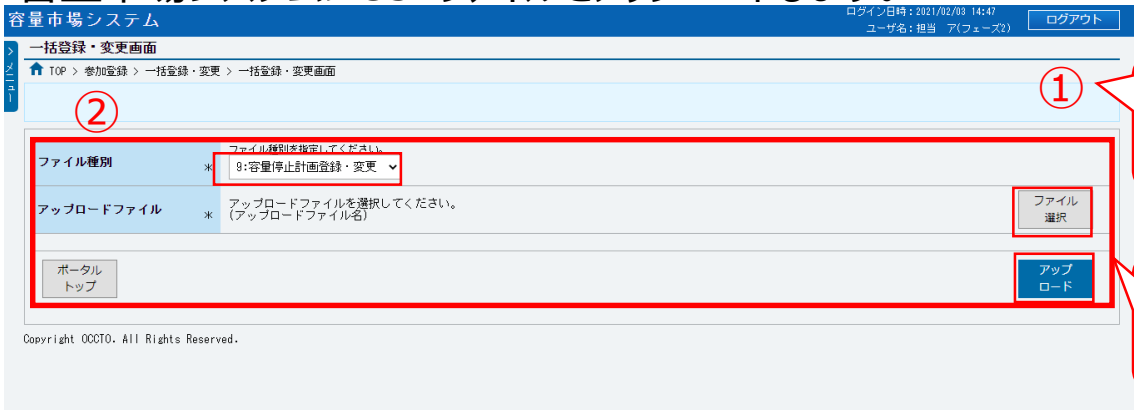 容量市場システム
ログイン日時:2021/02/03 14:47
ユーザ名:担当 ア(フェーズ2)
ログアウト
> メニュー
一括登録・変更画面
TOP > 参加登録 > 一括登録・変更 > 一括登録・変更画面
①
②
ファイル種別 *
ファイル種別を指定してください。
9:容量停止計画登録・変更
アップロードファイル *
アップロードファイルを選択してください。
(アップロードファイル名)
ファイル
選択
ポータル
トップ
アップ
ロード
Copyright OCCTO. All Rights Reserved.